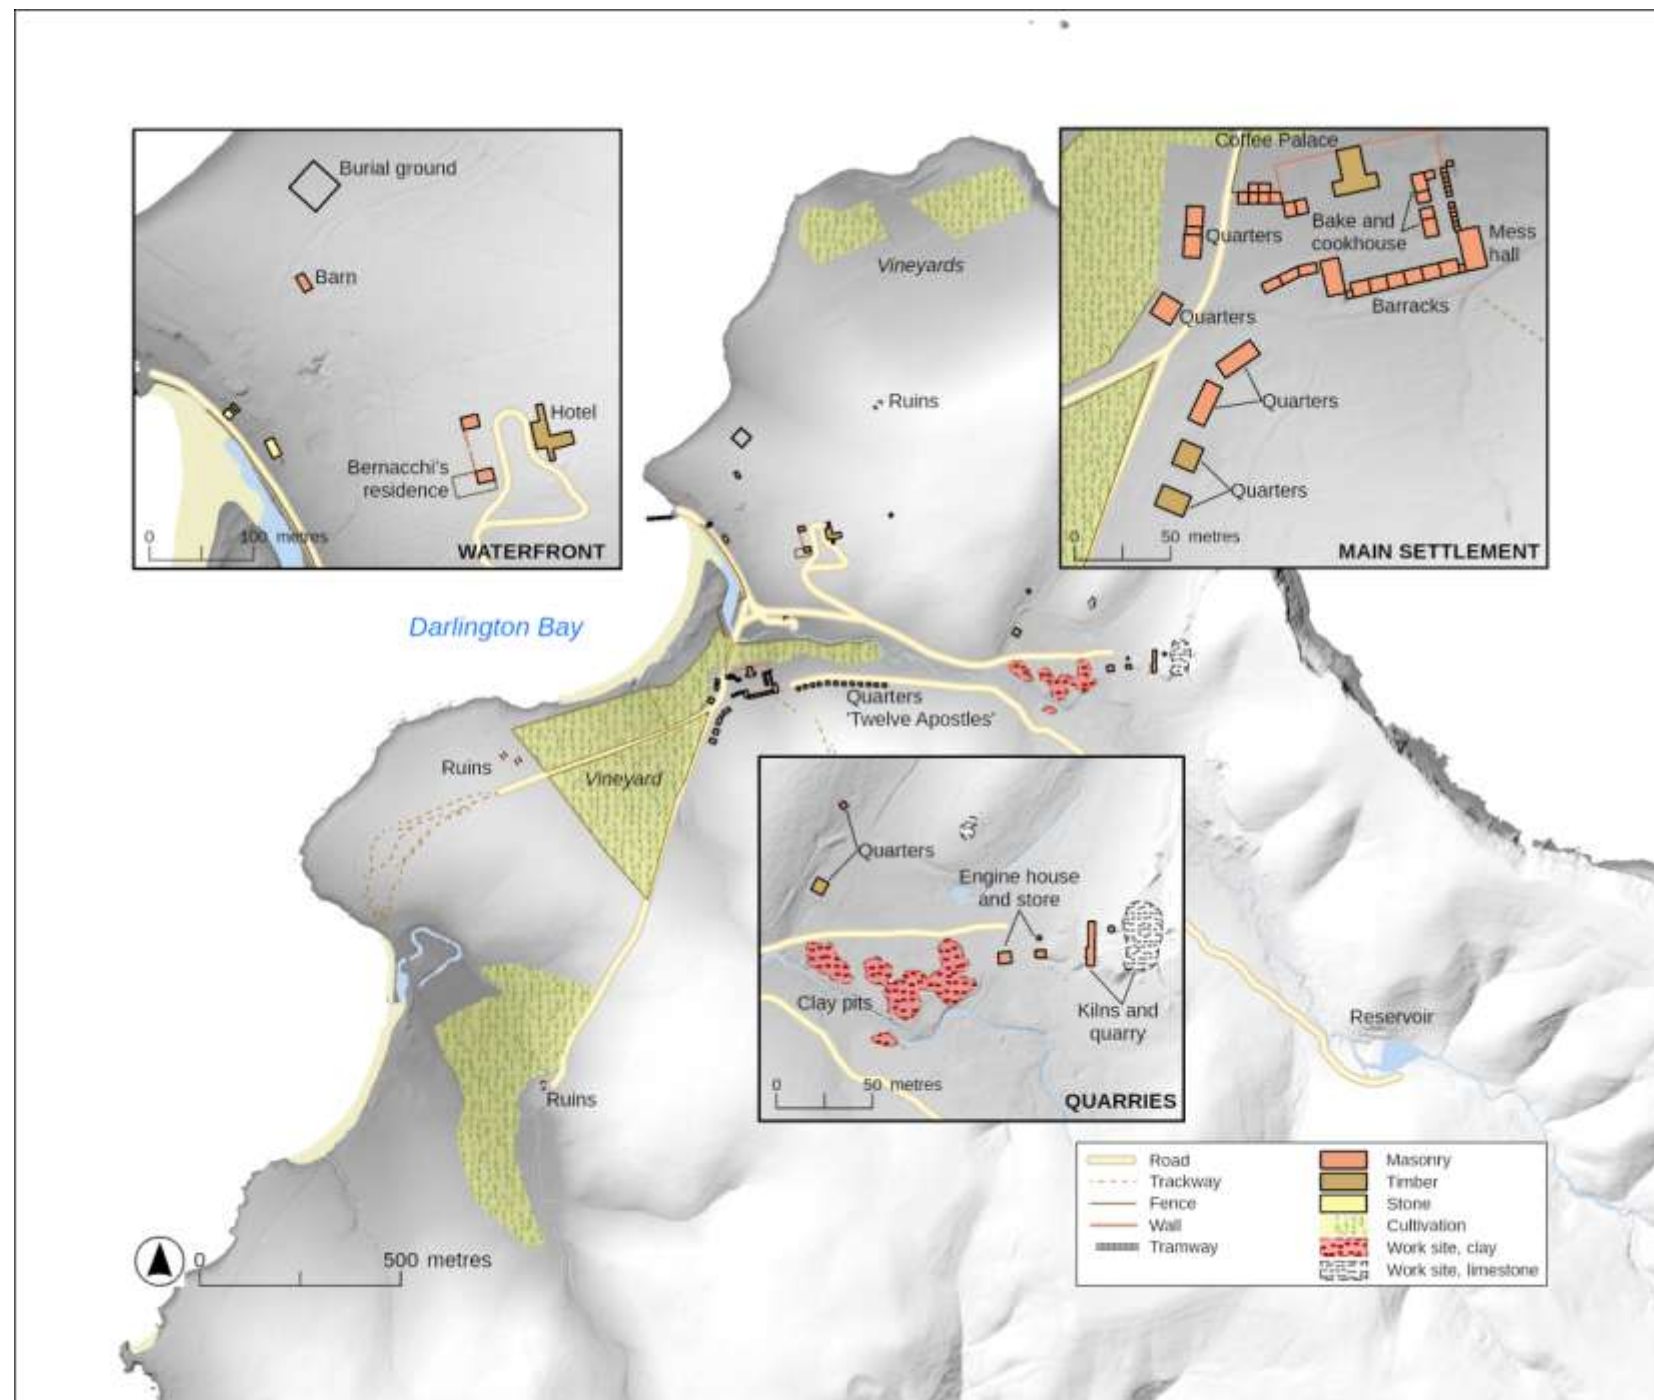 Burial ground
Barn
Hotel
Bernacchi's
residence
0 100 metres
WATERFRONT
Coffee Palace
Bake and
cookhouse
Mess
hall
Quarters
Barracks
Quarters
Quarters
Quarters
0 50 metres
MAIN SETTLEMENT
Vineyards
Ruins
Darlington Bay
Quarters
'Twelve Apostles'
Ruins
Vineyard
Quarters
Engine house
and store
Clay pits
Kilns and
quarry
0 50 metres
QUARRIES
Reservoir
Ruins
0 500 metres
Road
Trackway
Fence
Wall
Tramway
Masonry
Timber
Stone
Cultivation
Work site, clay
Work site, limestone